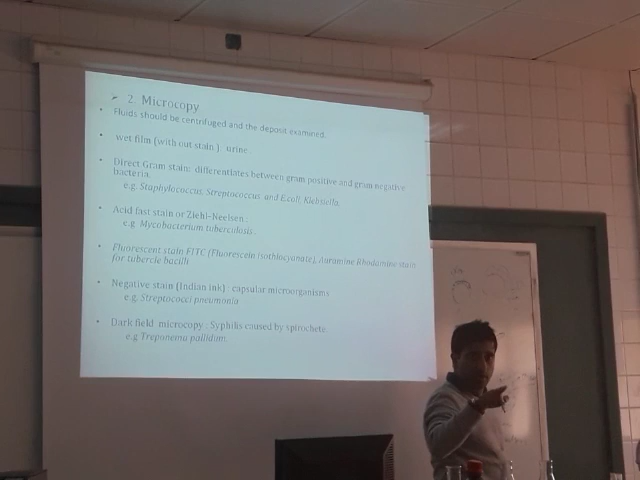 ➢ 2. Microcopy
• Fluids should be centrifuged and the deposit examined.
• wet film (with out stain ) urine .
• Direct Gram stain: differentiates between gram positive and gram negative
bacteria.
e.g. Staphylococcus, Streptococcus and E.coli, Klebsiella.
• Acid fast stain or Ziehl-Neelsen :
e.g Mycobacterium tuberculosis.
• Fluorescent stain FITC (Fluorescein isothiocyanate), Auramine Rhodamine stain
for tubercle bacilli
• Negative stain (Indian ink) : capsular microorganisms
e.g. Streptococci pneumonia
• Dark field microcopy : Syphilis caused by spirochete
e.g Treponema pallidum.